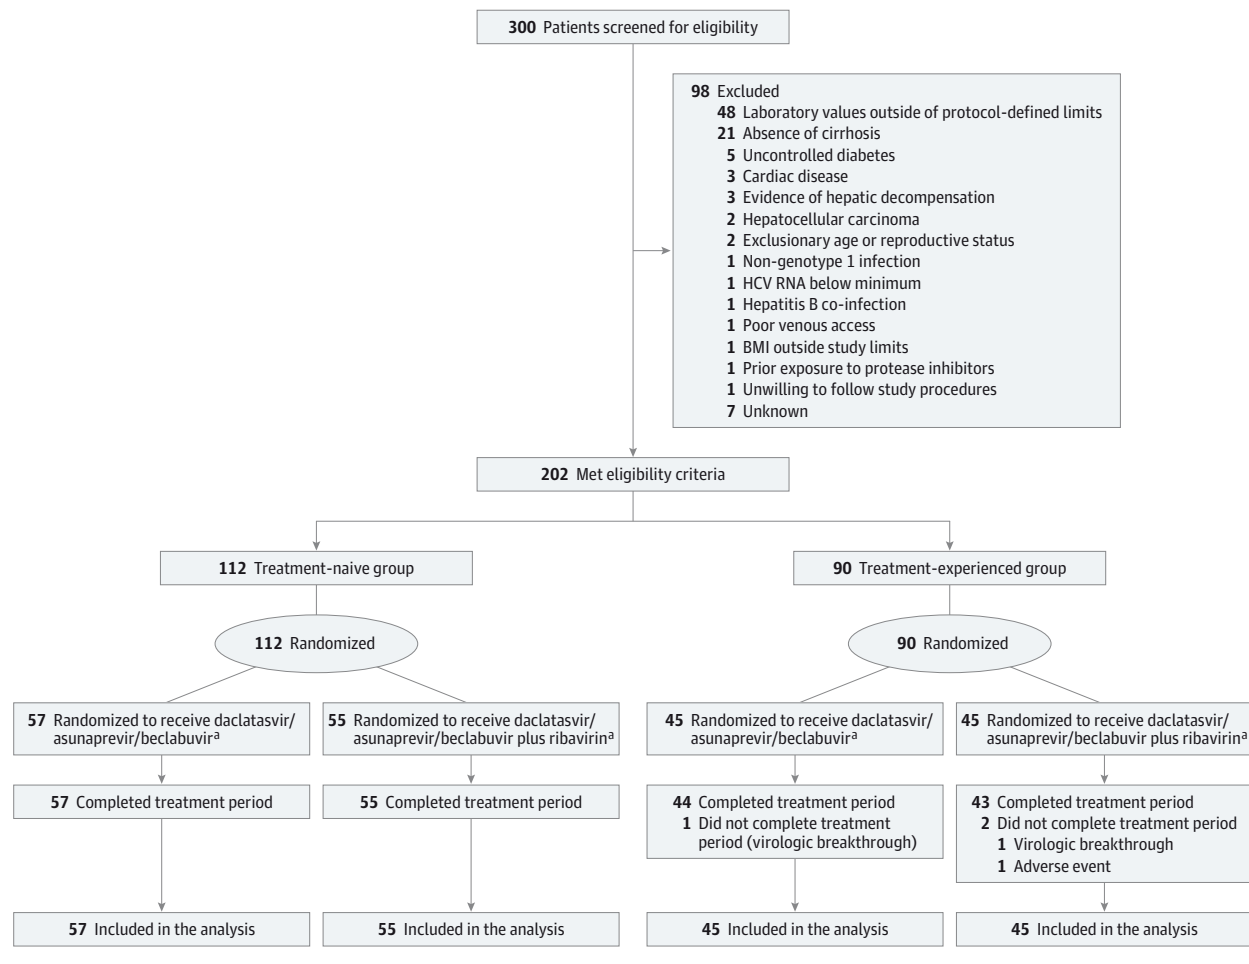 300 Patients screened for eligibility
98 Excluded
48 Laboratory values outside of protocol-defined limits
21 Absence of cirrhosis
5 Uncontrolled diabetes
3 Cardiac disease
3 Evidence of hepatic decompensation
2 Hepatocellular carcinoma
2 Exclusionary age or reproductive status
1 Non-genotype 1 infection
1 HCV RNA below minimum
1 Hepatitis B co-infection
1 Poor venous access
1 BMI outside study limits
1 Prior exposure to protease inhibitors
1 Unwilling to follow study procedures
7 Unknown
202 Met eligibility criteria
112 Treatment-naive group
90 Treatment-experienced group
112 Randomized
90 Randomized
57 Randomized to receive daclatasvir/
asunaprevir/beclabuvirᵃ
55 Randomized to receive daclatasvir/
asunaprevir/beclabuvir plus ribavirinᵃ
45 Randomized to receive daclatasvir/
asunaprevir/beclabuvirᵃ
45 Randomized to receive daclatasvir/
asunaprevir/beclabuvir plus ribavirinᵃ
57 Completed treatment period
55 Completed treatment period
44 Completed treatment period
1 Did not complete treatment
period (virologic breakthrough)
43 Completed treatment period
2 Did not complete treatment period
1 Virologic breakthrough
1 Adverse event
57 Included in the analysis
55 Included in the analysis
45 Included in the analysis
45 Included in the analysis